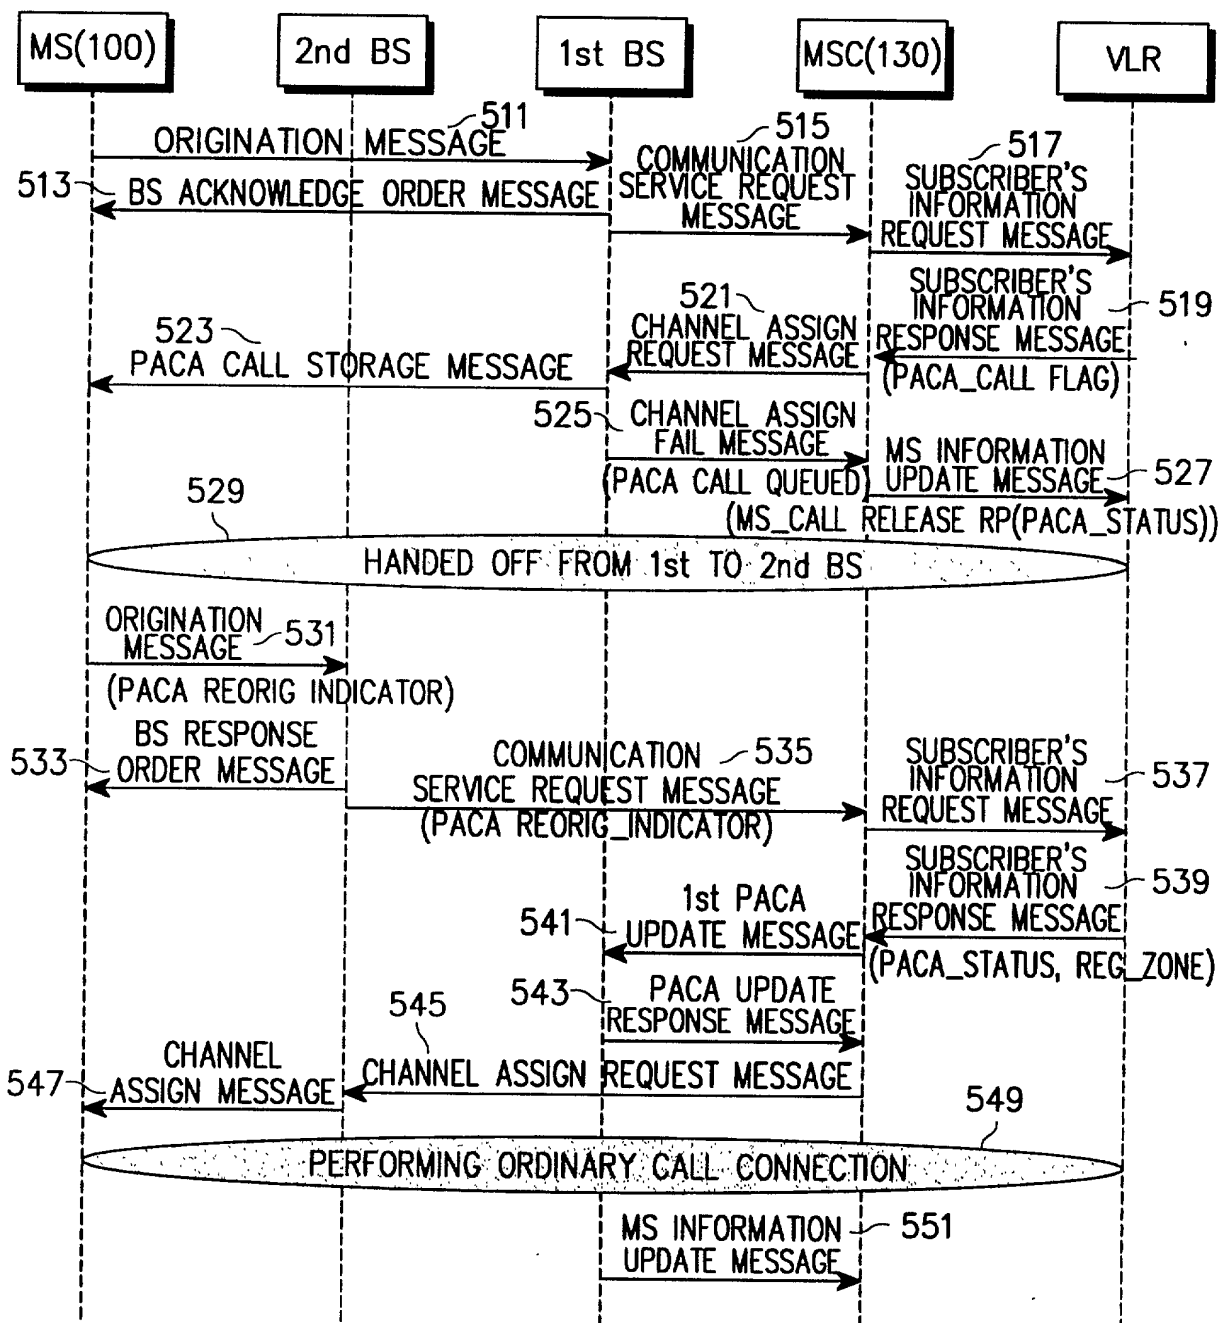 MS(100)
2nd BS
1st BS
MSC(130)
VLR
511
ORIGINATION MESSAGE
515
COMMUNICATION
SERVICE REQUEST
MESSAGE
517
SUBSCRIBER'S
INFORMATION
REQUEST MESSAGE
513
BS ACKNOWLEDGE ORDER MESSAGE
SUBSCRIBER'S
INFORMATION
RESPONSE MESSAGE
519
(PACA_CALL FLAG)
521
CHANNEL ASSIGN
REQUEST MESSAGE
523
PACA CALL STORAGE MESSAGE
525
CHANNEL ASSIGN
FAIL MESSAGE
(PACA CALL QUEUED)
MS INFORMATION
UPDATE MESSAGE
527
(MS_CALL RELEASE RP(PACA_STATUS))
529
HANDED OFF FROM 1st TO 2nd BS
ORIGINATION
MESSAGE
531
(PACA REORIG INDICATOR)
533
BS RESPONSE
ORDER MESSAGE
COMMUNICATION
SERVICE REQUEST MESSAGE
535
(PACA REORIG_INDICATOR)
SUBSCRIBER'S
INFORMATION
REQUEST MESSAGE
537
SUBSCRIBER'S
INFORMATION
RESPONSE MESSAGE
539
(PACA_STATUS, REG_ZONE)
541
1st PACA
UPDATE MESSAGE
543
PACA UPDATE
RESPONSE MESSAGE
545
CHANNEL ASSIGN REQUEST MESSAGE
547
CHANNEL
ASSIGN MESSAGE
549
PERFORMING ORDINARY CALL CONNECTION
MS INFORMATION
UPDATE MESSAGE
551